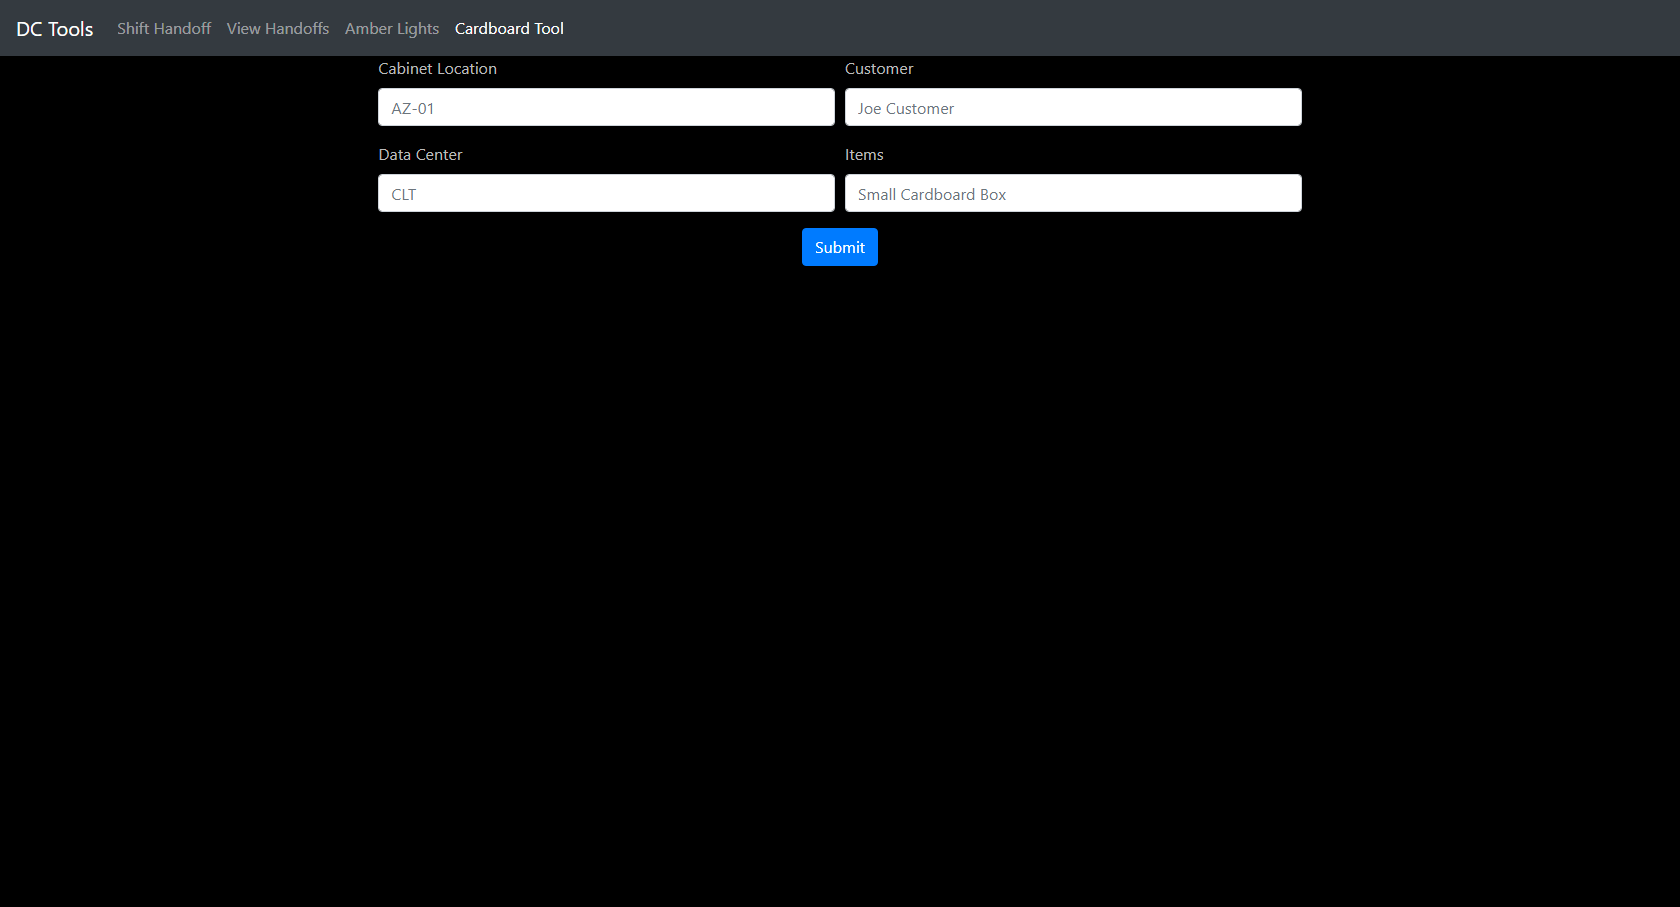 DC Tools Shift Handoff View Handoffs Amber Lights Cardboard Tool
Cabinet Location Customer
AZ-01 Joe Customer
Data Center Items
CLT Small Cardboard Box
Submit